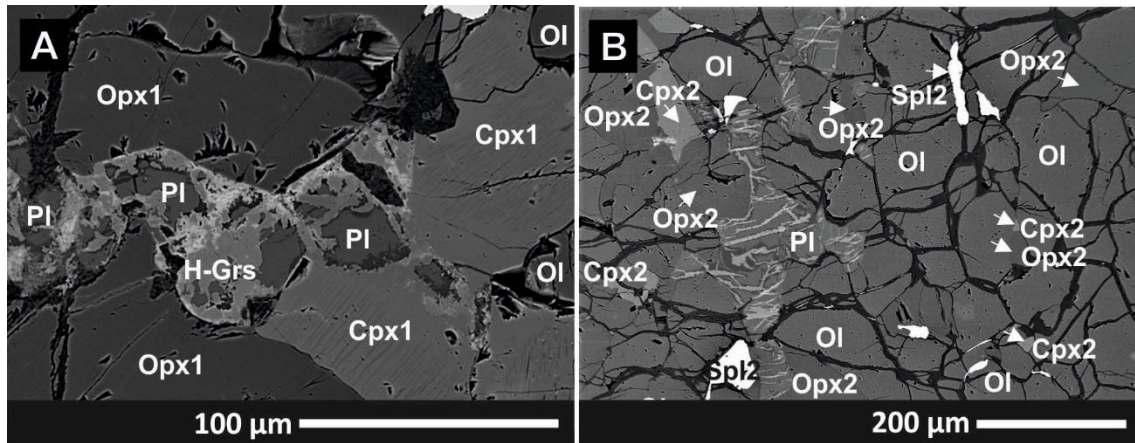 A
Ol
Opx1
Cpx1
Pl
Pl
Pl
H-Grs
Ol
Cpx1
Opx1
100 µm
B
Ol
Opx2
Cpx2
Spl2
Opx2
Opx2
Ol
Ol
Opx2
Cpx2
Pl
Opx2
Cpx2
Ol
Cpx2
Spl2
Opx2
Ol
200 µm